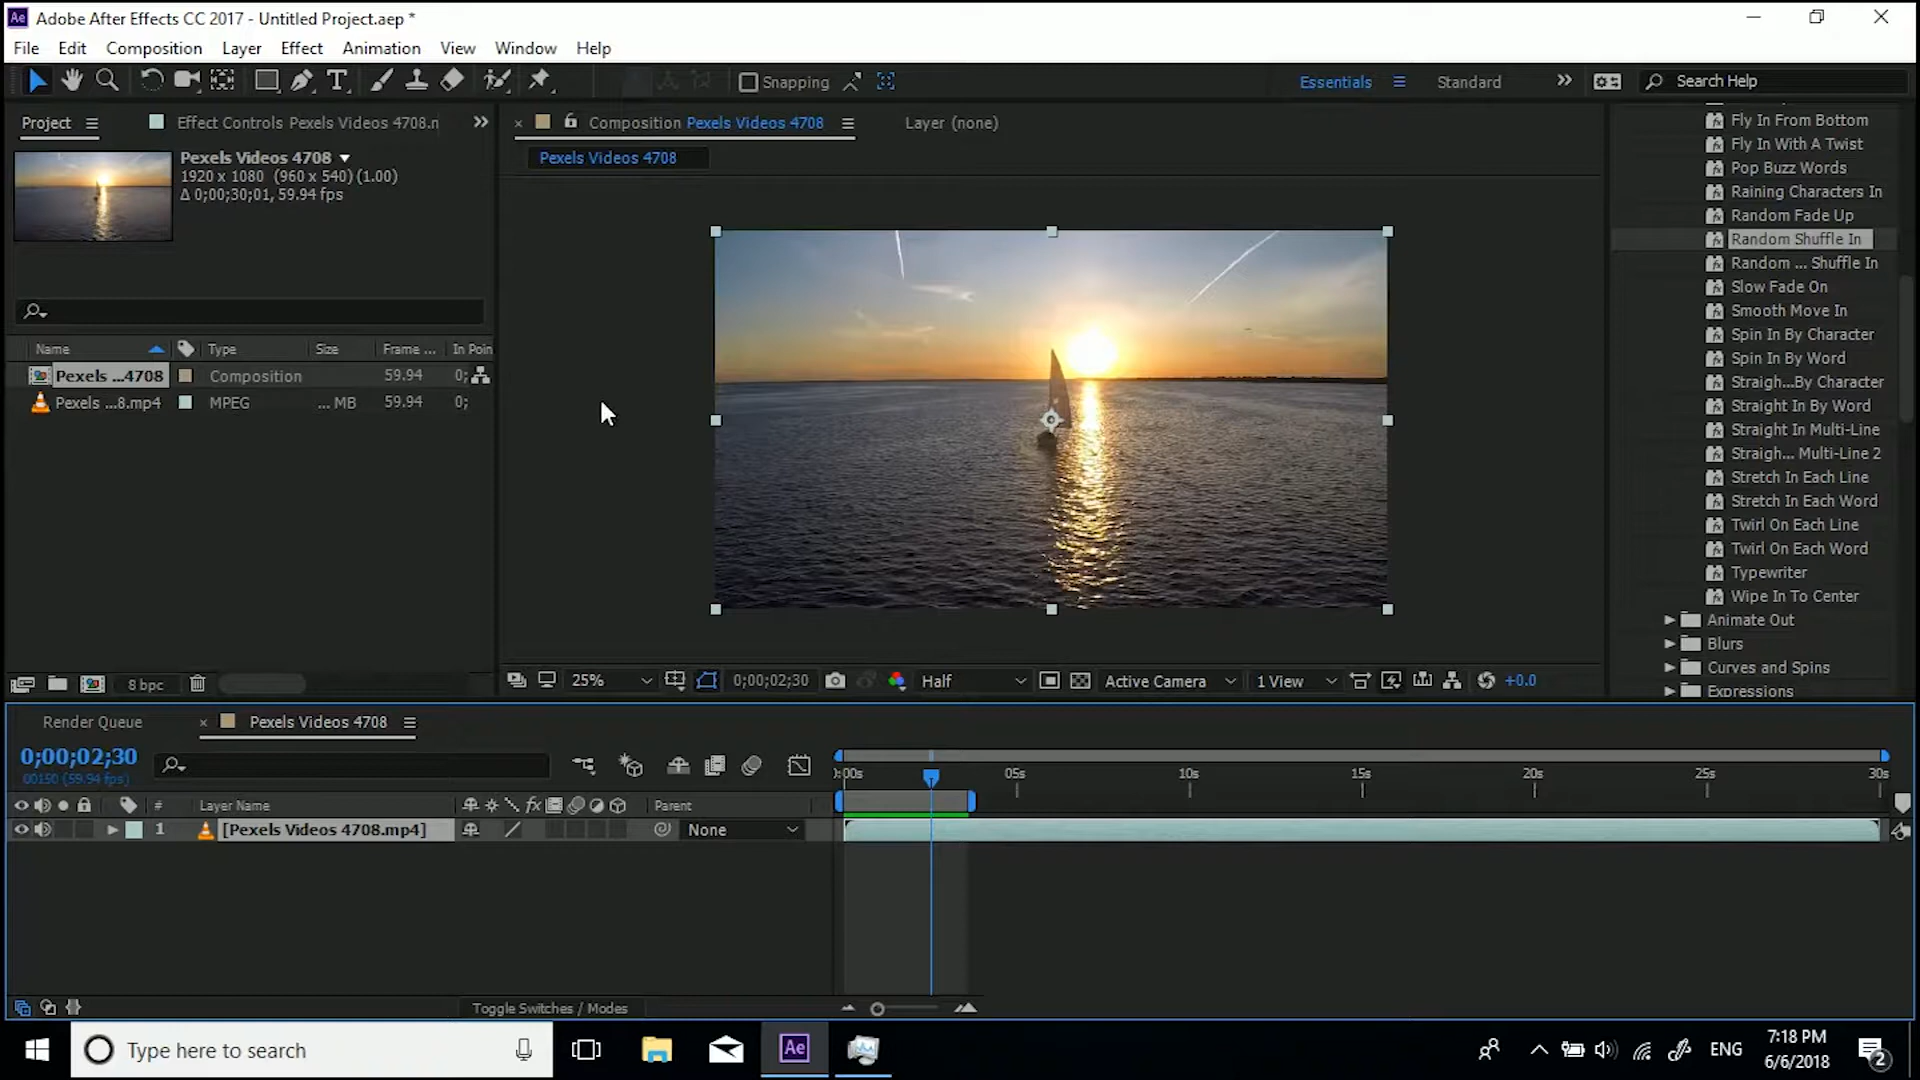 Adobe After Effects CC 2017 - Untitled Project.aep *
File Edit Composition Layer Effect Animation View Window Help
Snapping
Essentials
Standard
Search Help
Project
Effect Controls Pexels Videos 4708.n
Composition Pexels Videos 4708
Layer (none)
Pexels Videos 4708
Pexels Videos 4708
1920 x 1080 (960 x 540) (1.00)
Δ 0;00;30;01, 59.94 fps
Name Type Size Frame ... In Poin
Pexels ...4708 Composition 59.94 0;
Pexels ...8.mp4 MPEG ... MB 59.94 0;
8 bpc
25% 0;00;02;30 Half Active Camera 1 View +0.0
Fly In From Bottom
Fly In With A Twist
Pop Buzz Words
Raining Characters In
Random Fade Up
Random Shuffle In
Random ... Shuffle In
Slow Fade On
Smooth Move In
Spin In By Character
Spin In By Word
Straigh...By Character
Straight In By Word
Straight In Multi-Line
Straigh... Multi-Line 2
Stretch In Each Line
Stretch In Each Word
Twirl On Each Line
Twirl On Each Word
Typewriter
Wipe In To Center
Animate Out
Blurs
Curves and Spins
Expressions
Render Queue
Pexels Videos 4708
0;00;02;30
00150 (59.94 fps)
):00s 05s 10s 15s 20s 25s 30s
# Layer Name fx Parent
1 [Pexels Videos 4708.mp4] None
Toggle Switches / Modes
Type here to search
Ae
ENG
7:18 PM
6/6/2018
2